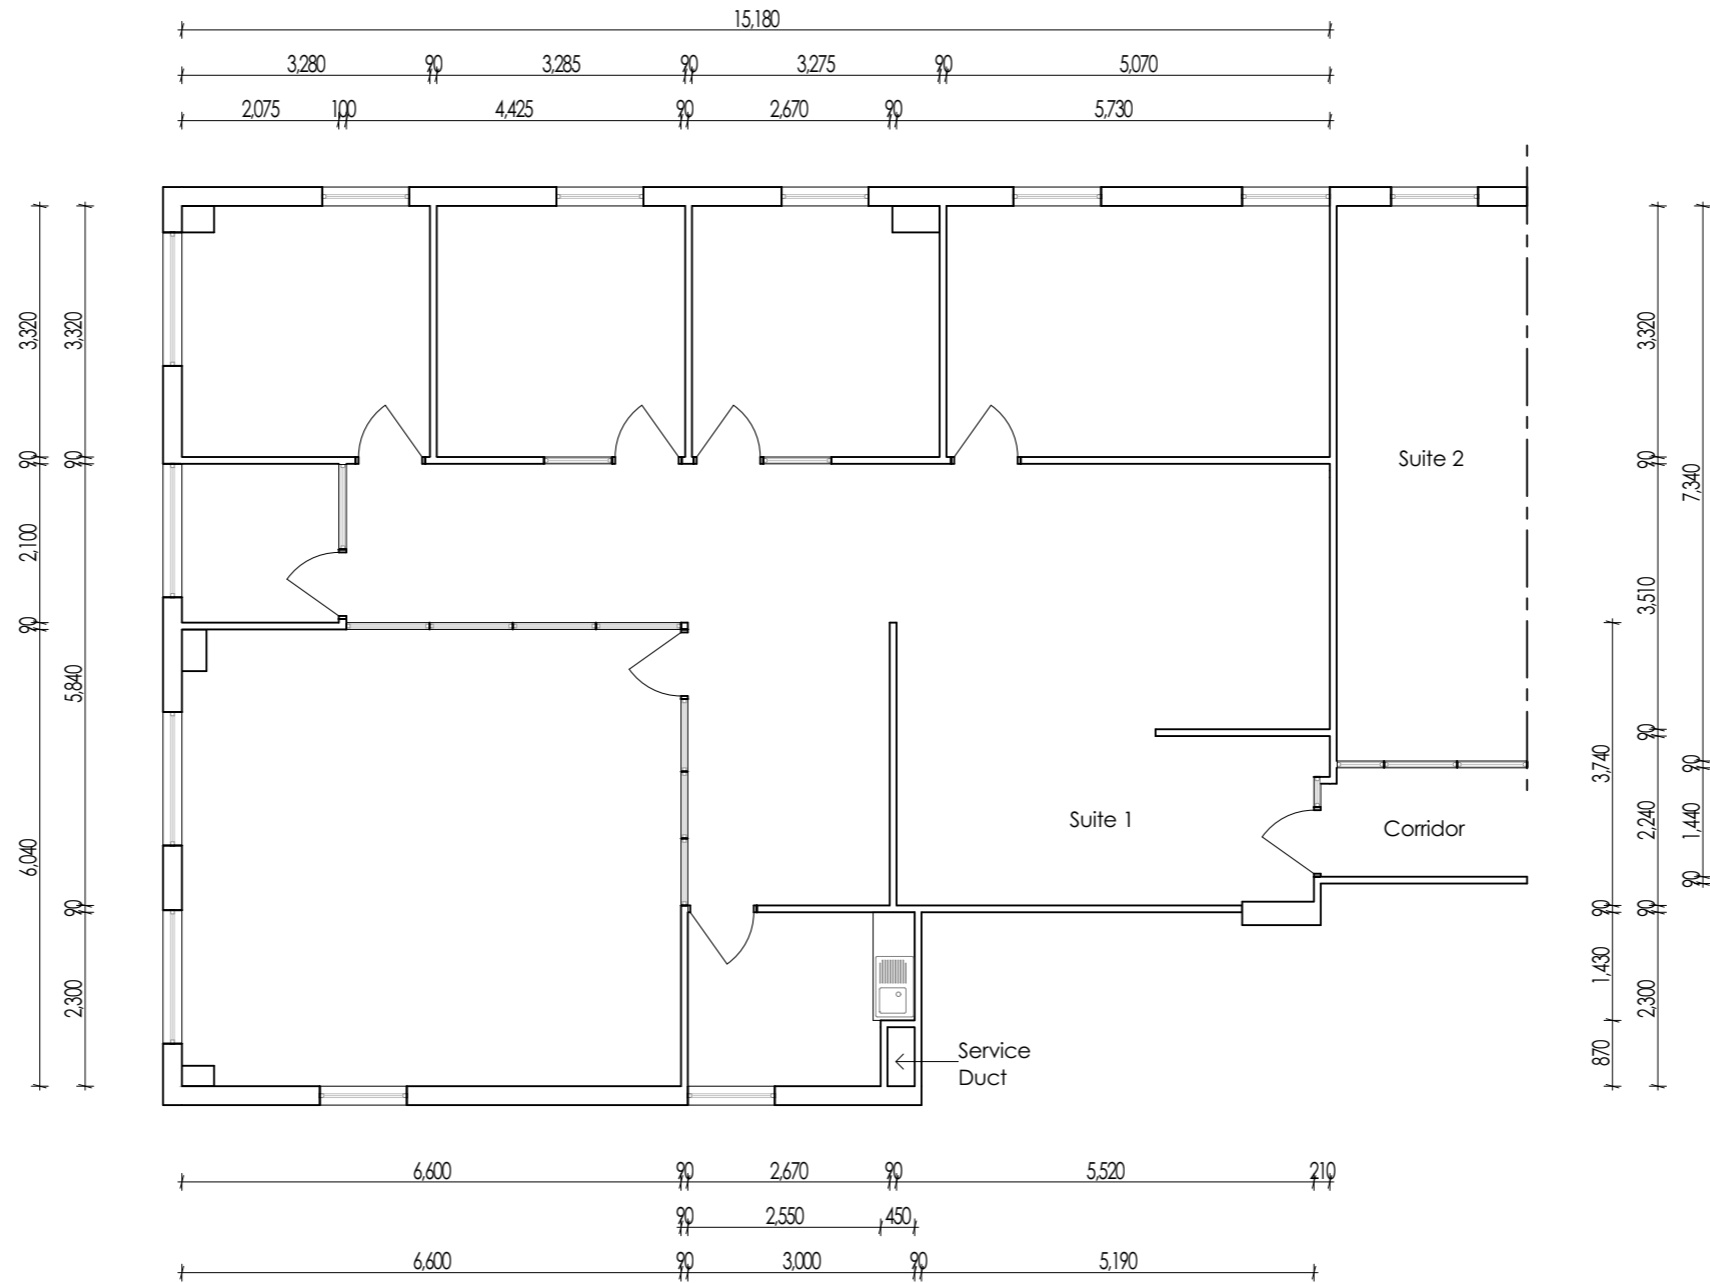 15,180
3,280 90 3,285 90 3,275 90 5,070
2,075 100 4,425 90 2,670 90 5,730
3,320 90 2,100 90 6,040
3,320 90 5,840 90 2,300
Suite 2
Suite 1
Corridor
Service
Duct
3,740 90 1,430 870
3,320 90 3,510 90 2,240 90 2,300
7,340 90 1,440 90
6,600 90 2,670 90 5,520 210
90 2,550 450
6,600 90 3,000 90 5,190